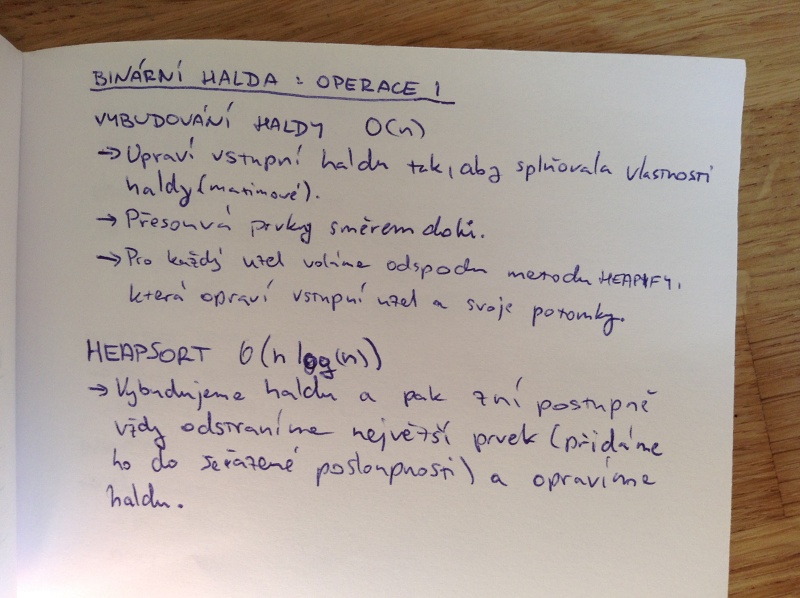 BINÁRNÍ HALDA : OPERACE 1
VYBUDOVÁNÍ HALDY O(n)
→ Upraví vstupní haldu tak, aby splňovala vlastnosti
haldy (maximové).
→ Přesouvá prvky směrem dolů.
→ Pro každý uzel voláme odspodu metodu HEAPIFY,
která opraví vstupní uzel a svoje potomky.
HEAPSORT O(n log(n))
→ Vybudujeme haldu a pak z ní postupně
vždy odstraníme největší prvek (přidáme
ho do seřazené posloupnosti) a opravíme
haldu.